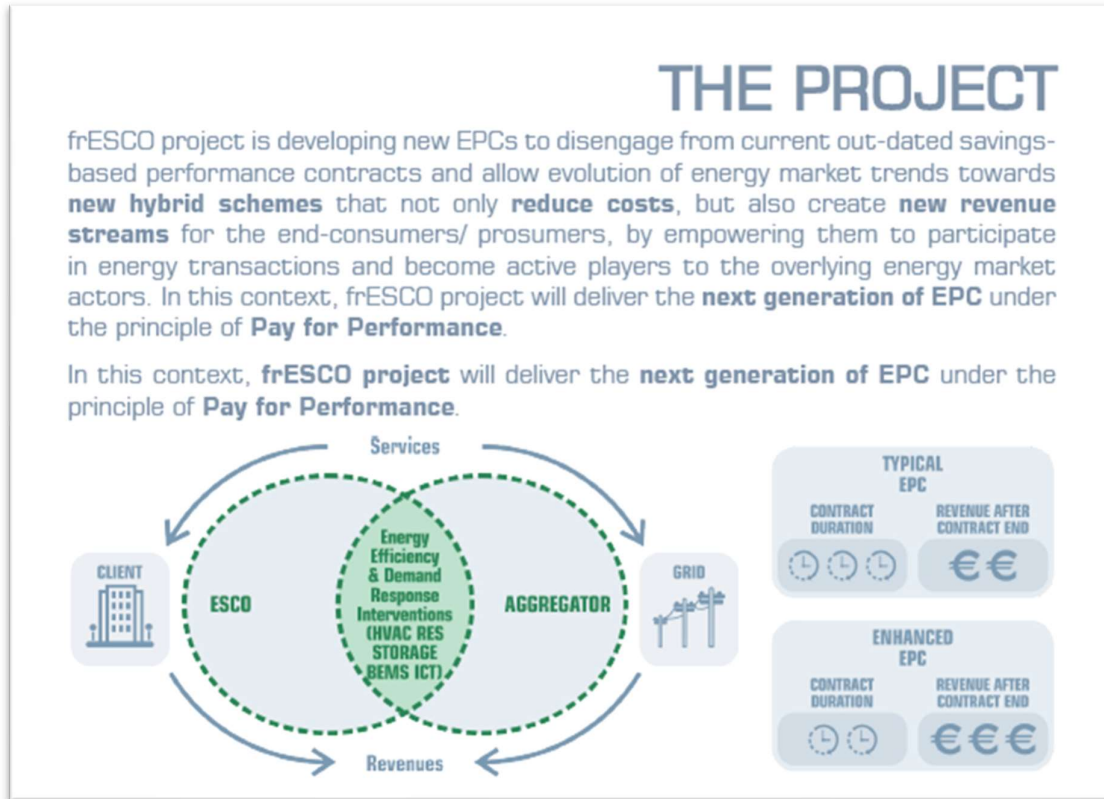 THE PROJECT
frESCO project is developing new EPCs to disengage from current out-dated savings-
based performance contracts and allow evolution of energy market trends towards
new hybrid schemes that not only reduce costs, but also create new revenue
streams for the end-consumers/ prosumers, by empowering them to participate
in energy transactions and become active players to the overlying energy market
actors. In this context, frESCO project will deliver the next generation of EPC under
the principle of Pay for Performance.
In this context, frESCO project will deliver the next generation of EPC under the
principle of Pay for Performance.
Services
CLIENT
ESCO
Energy
Efficiency
& Demand
Response
Interventions
(HVAC RES
STORAGE
BEMS ICT)
AGGREGATOR
GRID
Revenues
TYPICAL
EPC
CONTRACT
DURATION
REVENUE AFTER
CONTRACT END
€€
ENHANCED
EPC
CONTRACT
DURATION
REVENUE AFTER
CONTRACT END
€€€